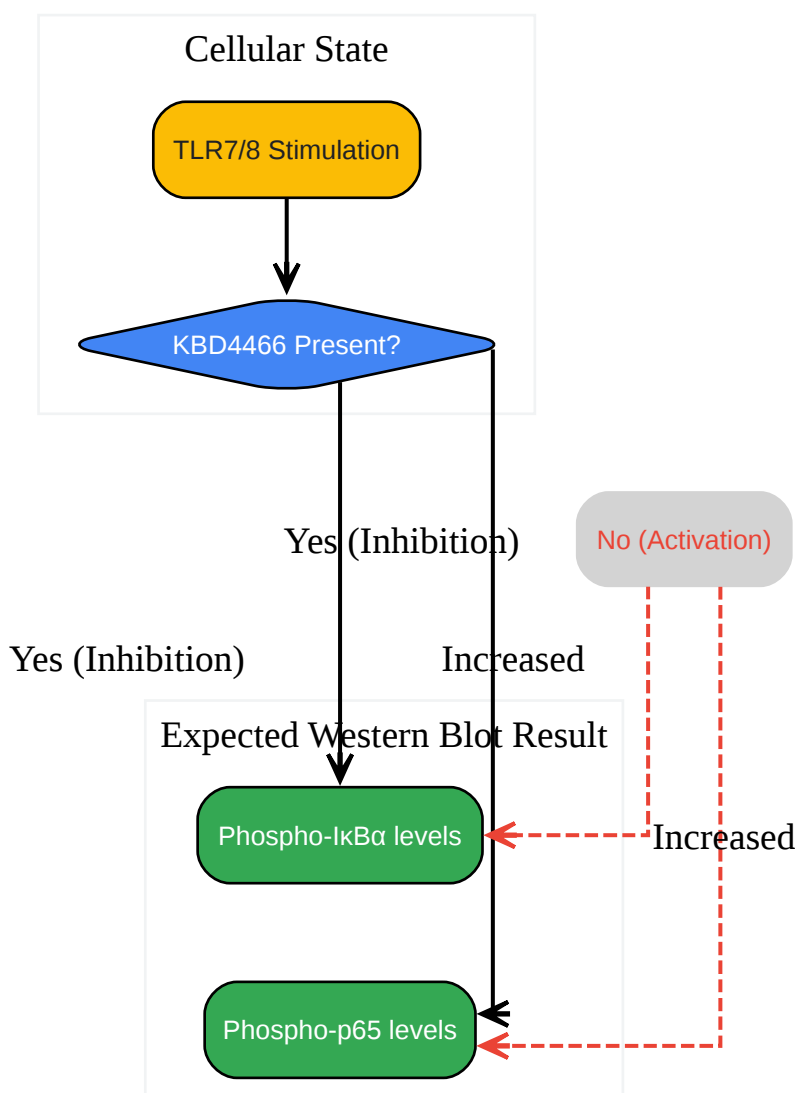 Cellular State
TLR7/8 Stimulation
KBD4466 Present?
Yes (Inhibition)
No (Activation)
Yes (Inhibition)
Increased
Expected Western Blot Result
Phospho-IκBα levels
Increased
Phospho-p65 levels